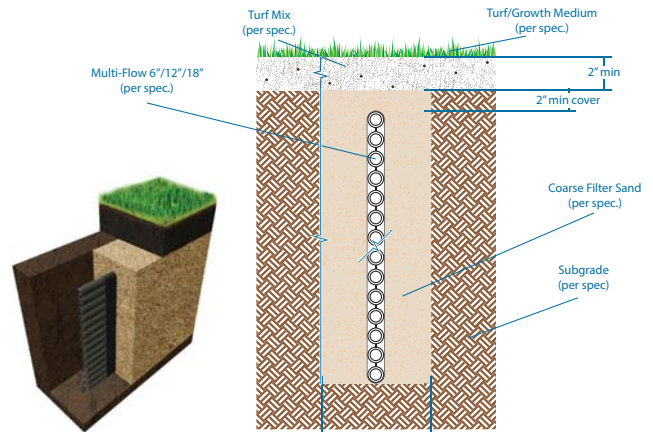 Turf Mix
(per spec.)
Turf/Growth Medium
(per spec.)
Multi-Flow 6”/12”/18”
(per spec.)
2” min
2” min cover
Coarse Filter Sand
(per spec.)
Subgrade
(per spec)